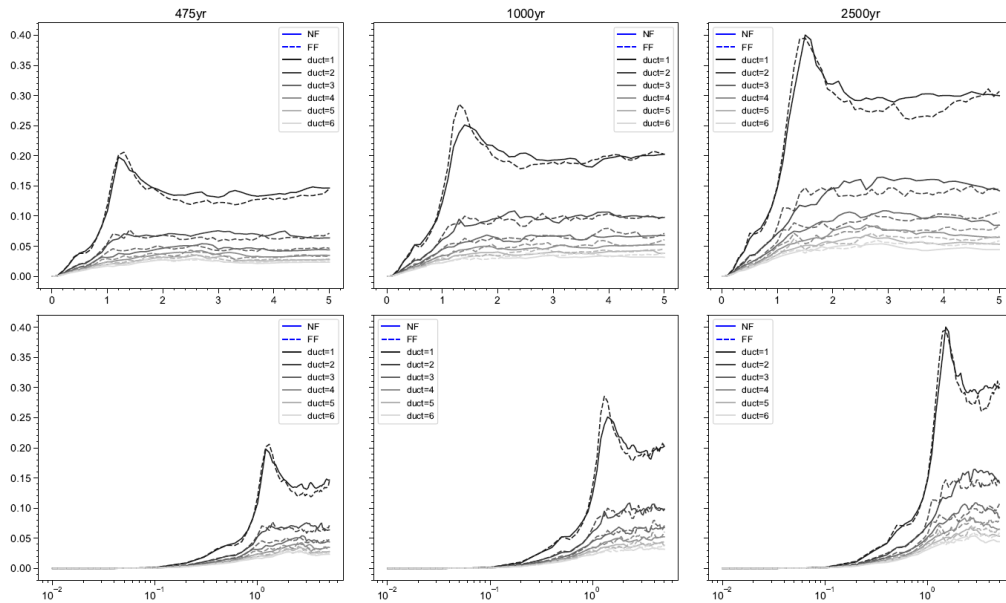 475yr
1000yr
2500yr
0.40
0.35
0.30
0.25
0.20
0.15
0.10
0.05
0.00
NF
FF
duct=1
duct=2
duct=3
duct=4
duct=5
duct=6
NF
FF
duct=1
duct=2
duct=3
duct=4
duct=5
duct=6
NF
FF
duct=1
duct=2
duct=3
duct=4
duct=5
duct=6
0 1 2 3 4 5
0 1 2 3 4 5
0 1 2 3 4 5
0.40
0.35
0.30
0.25
0.20
0.15
0.10
0.05
0.00
NF
FF
duct=1
duct=2
duct=3
duct=4
duct=5
duct=6
NF
FF
duct=1
duct=2
duct=3
duct=4
duct=5
duct=6
NF
FF
duct=1
duct=2
duct=3
duct=4
duct=5
duct=6
10⁻² 10⁻¹ 10⁰
10⁻² 10⁻¹ 10⁰
10⁻² 10⁻¹ 10⁰